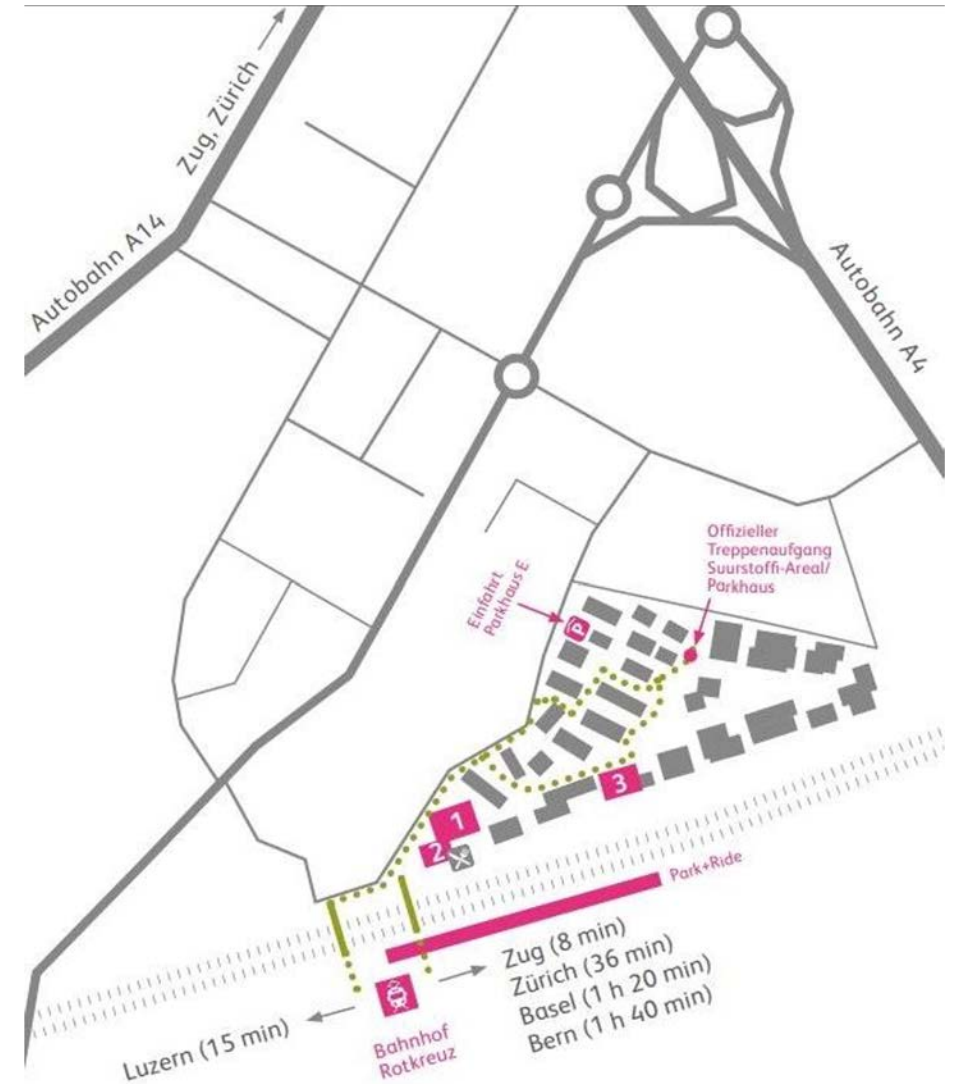 Zug, Zürich
Autobahn A14
Autobahn A4
Offizieller
Treppenaufgang
Suurstoffi-Areal/
Parkhaus
Einfahrt
Parkhaus E
P
3
1
2
Park+Ride
Zug (8 min)
Zürich (36 min)
Basel (1 h 20 min)
Bern (1 h 40 min)
Luzern (15 min)
Bahnhof
Rotkreuz